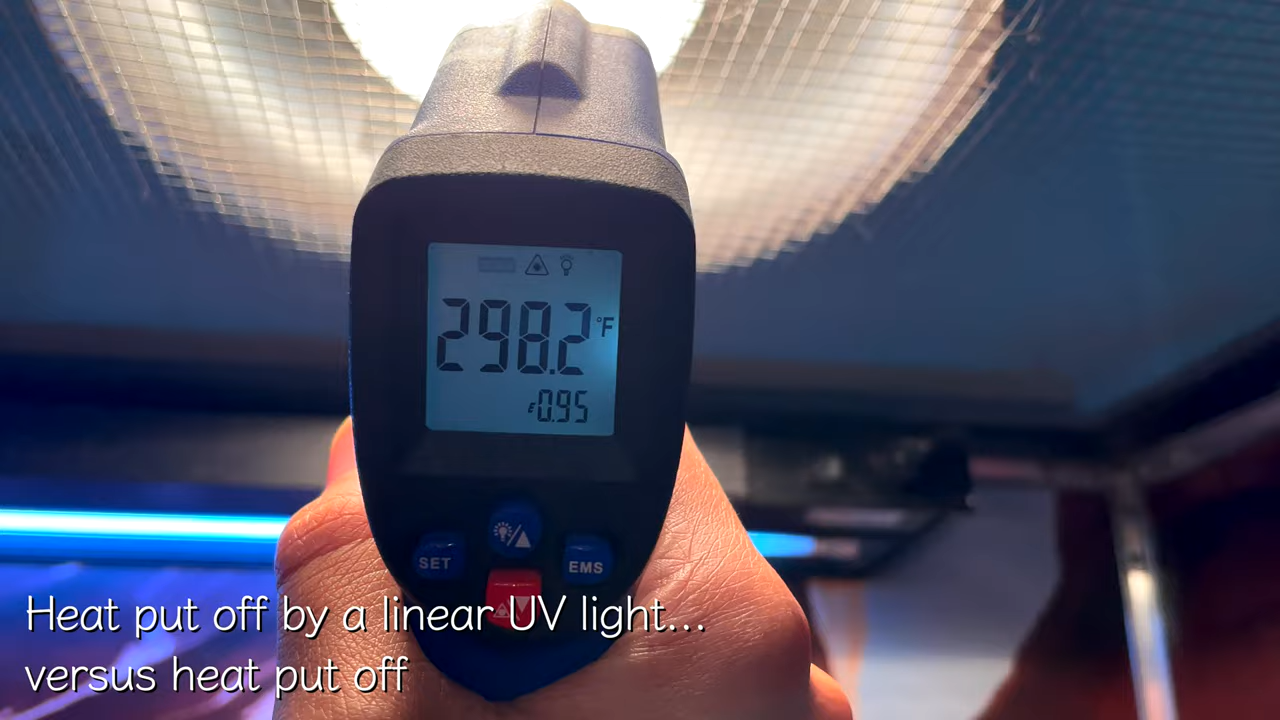 298.2 °F
ε0.95
SET
EMS
Heat put off by a linear UV light...
versus heat put off